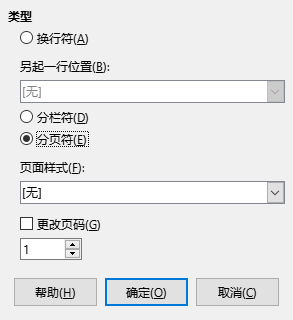 类型
换行符(A)
另起一行位置(B):
[无]
分栏符(D)
分页符(E)
页面样式(F):
[无]
更改页码(G)
1
帮助(H) 确定(O) 取消(C)